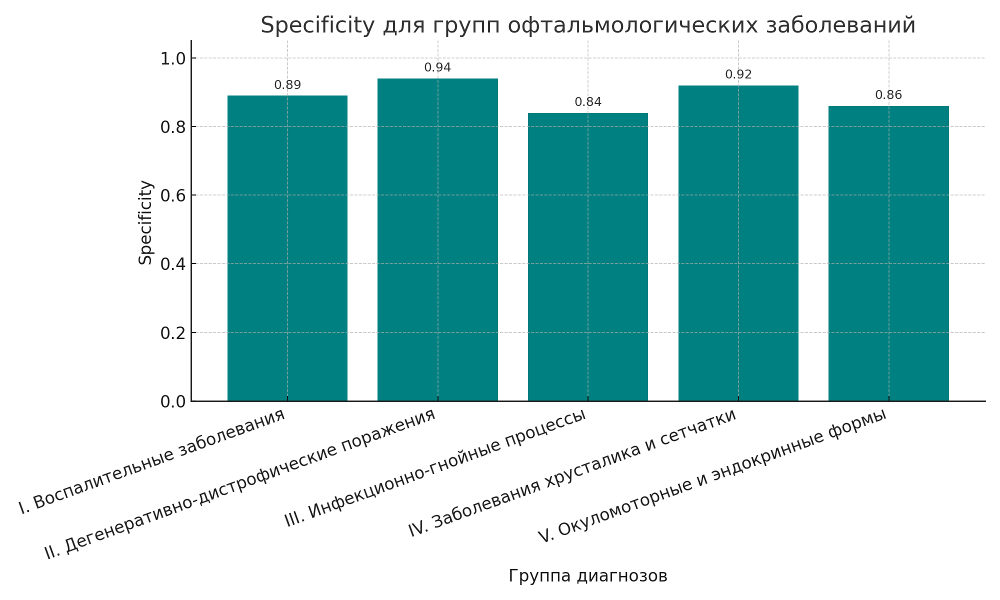 Specificity для групп офтальмологических заболеваний
Specificity
1.0
0.8
0.6
0.4
0.2
0.0
0.89
0.94
0.84
0.92
0.86
I. Воспалительные заболевания
II. Дегенеративно-дистрофические поражения
III. Инфекционно-гнойные процессы
IV. Заболевания хрусталика и сетчатки
V. Окуломоторные и эндокринные формы
Группа диагнозов